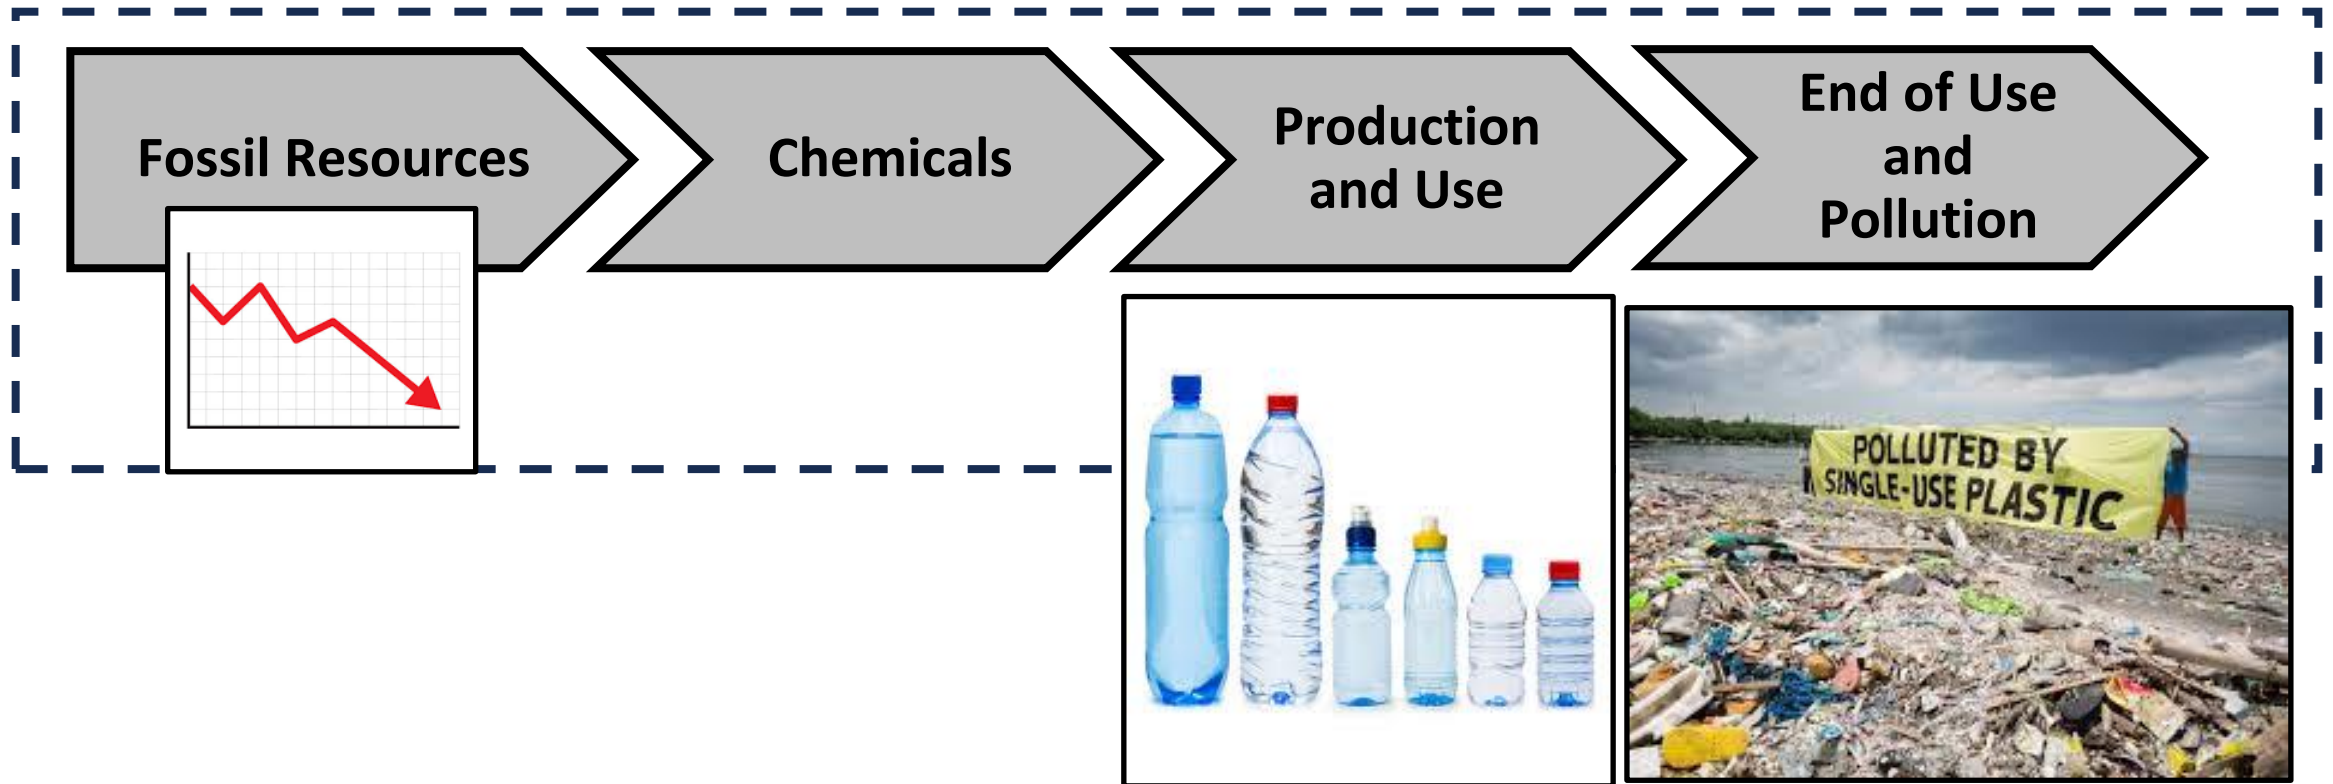 Fossil Resources
Chemicals
Production
and Use
End of Use
and
Pollution
POLLUTED BY
SINGLE-USE PLASTIC